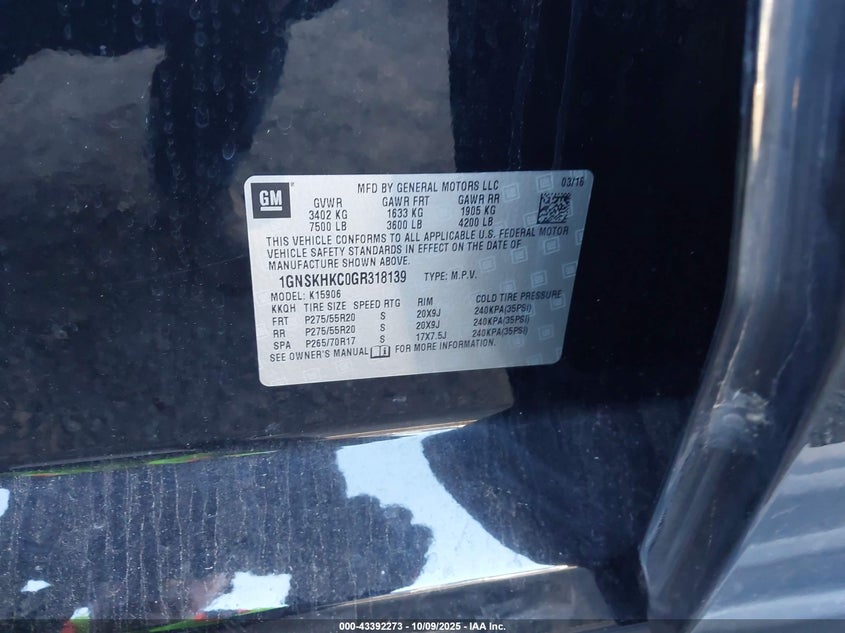 GM
MFD BY GENERAL MOTORS LLC 03/16
GVWR GAWR FRT GAWR RR
3402 KG 1633 KG 1905 KG
7500 LB 3600 LB 4200 LB
THIS VEHICLE CONFORMS TO ALL APPLICABLE U.S. FEDERAL MOTOR
VEHICLE SAFETY STANDARDS IN EFFECT ON THE DATE OF
MANUFACTURE SHOWN ABOVE.
1GNSKHKC0GR318139 TYPE: M.P.V.
MODEL: K15906
KKQH TIRE SIZE SPEED RTG RIM COLD TIRE PRESSURE
FRT P275/55R20 S 20X9J 240KPA(35PSI)
RR P275/55R20 S 20X9J 240KPA(35PSI)
SPA P265/70R17 S 17X7.5J 240KPA(35PSI)
SEE OWNER'S MANUAL FOR MORE INFORMATION.
000-43392273 - 10/09/2025 - IAA Inc.